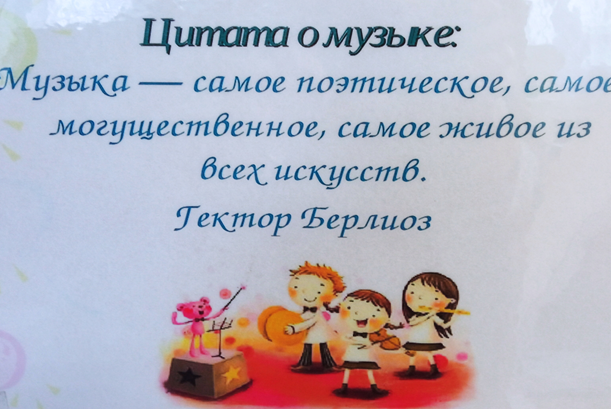 Цитата о музыке:
Музыка — самое поэтическое, самое
могущественное, самое живое из
всех искусств.
Гектор Берлиоз